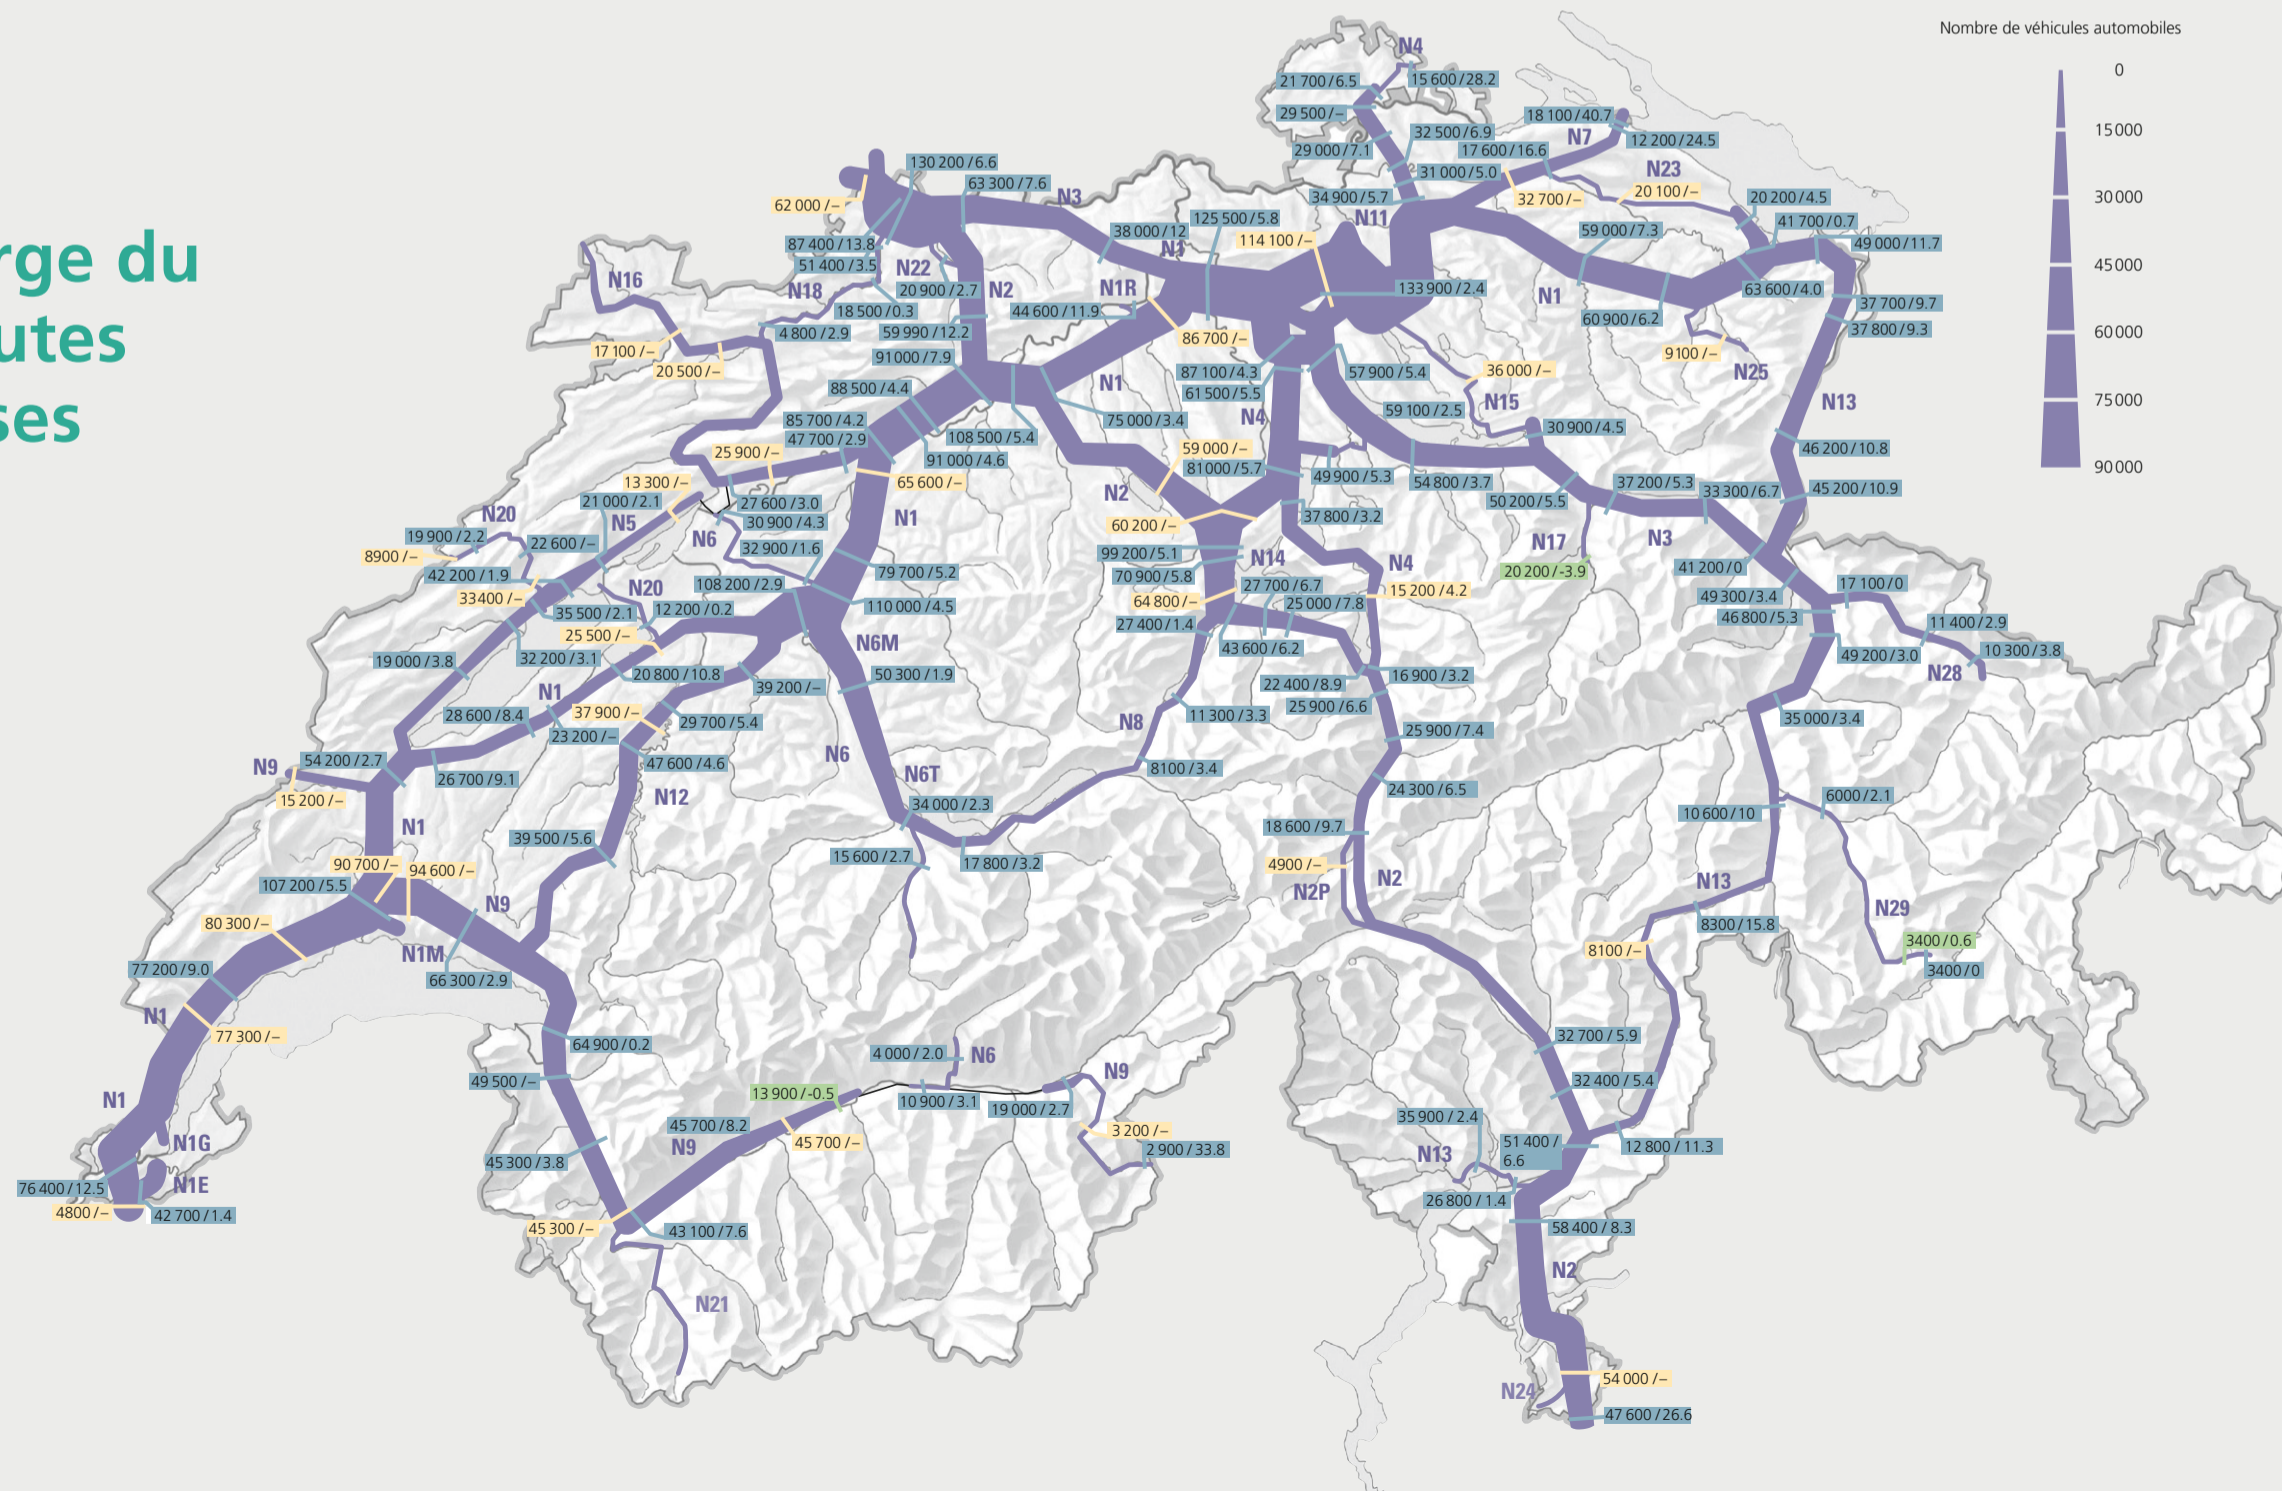 rge du
utes
ses
Nombre de véhicules automobiles
0
15 000
30 000
45 000
60 000
75 000
90 000
N4
21 700 / 6.5
15 600 / 28.2
29 500 / –
18 100 / 40.7
32 500 / 6.9
N7
12 200 / 24.5
29 000 / 7.1
17 600 / 16.6
130 200 / 6.6
31 000 / 5.0
N23
63 300 / 7.6
N3
34 900 / 5.7
32 700 / –
20 100 / –
20 200 / 4.5
62 000 / –
125 500 / 5.8
N11
41 700 / 0.7
38 000 / 12
59 000 / 7.3
87 400 / 13.8
N1
114 100 / –
49 000 / 11.7
51 400 / 3.5
N22
N16
N18
20 900 / 2.7
N2
N1R
133 900 / 2.4
N1
63 600 / 4.0
18 500 / 0.3
44 600 / 11.9
37 700 / 9.7
4 800 / 2.9
59 990 / 12.2
60 900 / 6.2
37 800 / 9.3
17 100 / –
86 700 / –
9100 / –
20 500 / –
91 000 / 7.9
87 100 / 4.3
57 900 / 5.4
36 000 / –
N25
88 500 / 4.4
N1
61 500 / 5.5
N15
N13
85 700 / 4.2
75 000 / 3.4
N4
59 100 / 2.5
30 900 / 4.5
47 700 / 2.9
108 500 / 5.4
25 900 / –
91 000 / 4.6
59 000 / –
46 200 / 10.8
81 000 / 5.7
49 900 / 5.3
54 800 / 3.7
13 300 / –
65 600 / –
N2
50 200 / 5.5
37 200 / 5.3
33 300 / 6.7
45 200 / 10.9
21 000 / 2.1
27 600 / 3.0
N20
N5
30 900 / 4.3
N1
60 200 / –
37 800 / 3.2
19 900 / 2.2
22 600 / –
N6
32 900 / 1.6
N17
N3
8900 / –
99 200 / 5.1
N14
N4
42 200 / 1.9
79 700 / 5.2
70 900 / 5.8
20 200 / -3.9
41 200 / 0
N20
108 200 / 2.9
27 700 / 6.7
15 200 / 4.2
17 100 / 0
33 400 / –
64 800 / –
25 000 / 7.8
49 300 / 3.4
35 500 / 2.1
12 200 / 0.2
110 000 / 4.5
27 400 / 1.4
46 800 / 5.3
11 400 / 2.9
25 500 / –
N6M
43 600 / 6.2
49 200 / 3.0
10 300 / 3.8
19 000 / 3.8
32 200 / 3.1
20 800 / 10.8
50 300 / 1.9
22 400 / 8.9
16 900 / 3.2
N28
N1
39 200 / –
28 600 / 8.4
37 900 / –
29 700 / 5.4
N8
11 300 / 3.3
25 900 / 6.6
35 000 / 3.4
23 200 / –
25 900 / 7.4
54 200 / 2.7
47 600 / 4.6
N6
8100 / 3.4
N9
26 700 / 9.1
N6T
24 300 / 6.5
15 200 / –
N12
34 000 / 2.3
6000 / 2.1
10 600 / 10
N1
39 500 / 5.6
18 600 / 9.7
15 600 / 2.7
17 800 / 3.2
4900 / –
90 700 / –
94 600 / –
N2P
N2
107 200 / 5.5
N13
N9
N29
80 300 / –
8300 / 15.8
N1M
8100 / –
3400 / 0.6
77 200 / 9.0
66 300 / 2.9
3400 / 0
N1
77 300 / –
64 900 / 0.2
32 700 / 5.9
4 000 / 2.0
N6
49 500 / –
N9
32 400 / 5.4
13 900 / -0.5
N1
10 900 / 3.1
19 000 / 2.7
45 700 / 8.2
35 900 / 2.4
N1G
N9
45 700 / –
3 200 / –
51 400 /
6.6
45 300 / 3.8
2 900 / 33.8
N13
12 800 / 11.3
76 400 / 12.5
N1E
26 800 / 1.4
4800 / –
42 700 / 1.4
45 300 / –
43 100 / 7.6
58 400 / 8.3
N2
N21
54 000 / –
N24
47 600 / 26.6